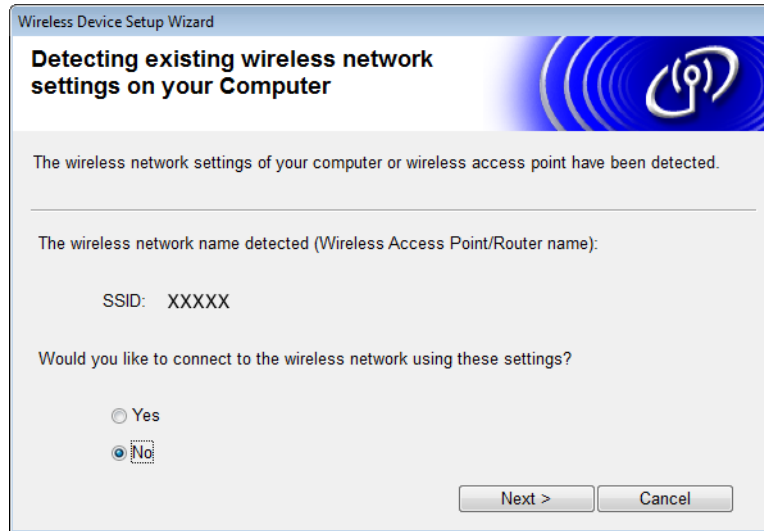 Wireless Device Setup Wizard
Detecting existing wireless network
settings on your Computer
The wireless network settings of your computer or wireless access point have been detected.
The wireless network name detected (Wireless Access Point/Router name):
SSID: XXXXX
Would you like to connect to the wireless network using these settings?
Yes
No
Next > Cancel